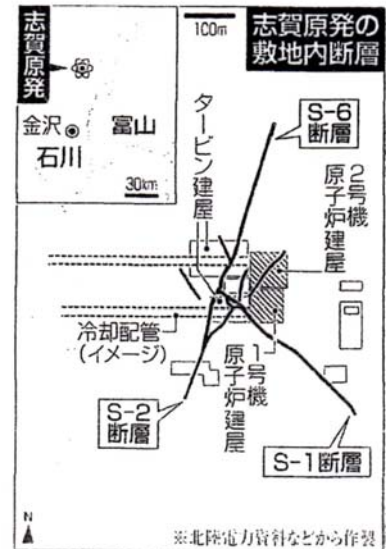 志賀原発の
敷地内断層
100m
志賀原発
金沢
富山
石川
30km
S-6
断層
タービン建屋
2号機
原子炉建屋
冷却配管
(イメージ)
1号機
原子炉建屋
S-2
断層
S-1断層
N
※北陸電力資料などから作製